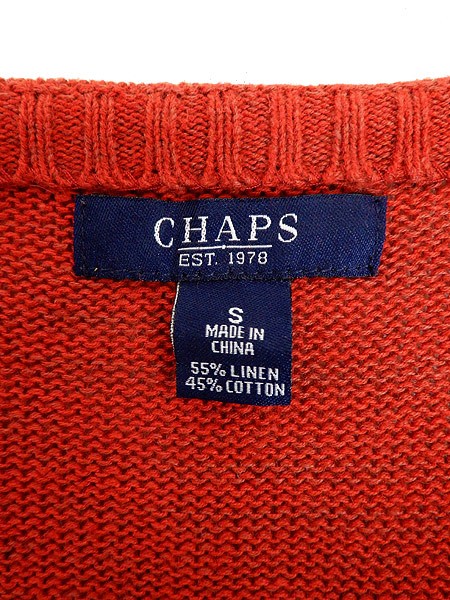 CHAPS
EST. 1978
S
MADE IN
CHINA
55% LINEN
45% COTTON